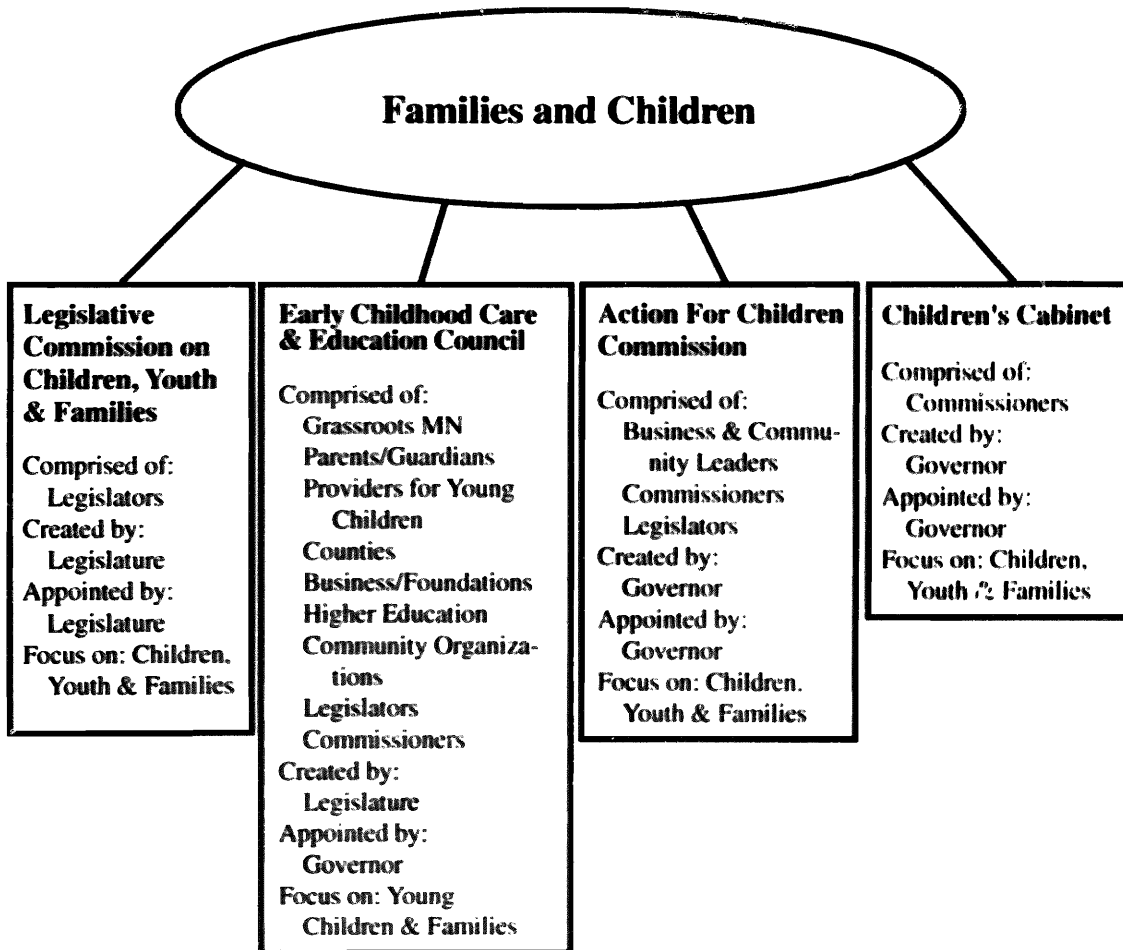 Families and Children
Legislative
Commission on
Children, Youth
& Families
Comprised of:
Legislators
Created by:
Legislature
Appointed by:
Legislature
Focus on: Children,
Youth & Families
Early Childhood Care
& Education Council
Comprised of:
Grassroots MN
Parents/Guardians
Providers for Young
Children
Counties
Business/Foundations
Higher Education
Community Organiza-
tions
Legislators
Commissioners
Created by:
Legislature
Appointed by:
Governor
Focus on: Young
Children & Families
Action For Children
Commission
Comprised of:
Business & Commu-
nity Leaders
Commissioners
Legislators
Created by:
Governor
Appointed by:
Governor
Focus on: Children,
Youth & Families
Children's Cabinet
Comprised of:
Commissioners
Created by:
Governor
Appointed by:
Governor
Focus on: Children,
Youth & Families